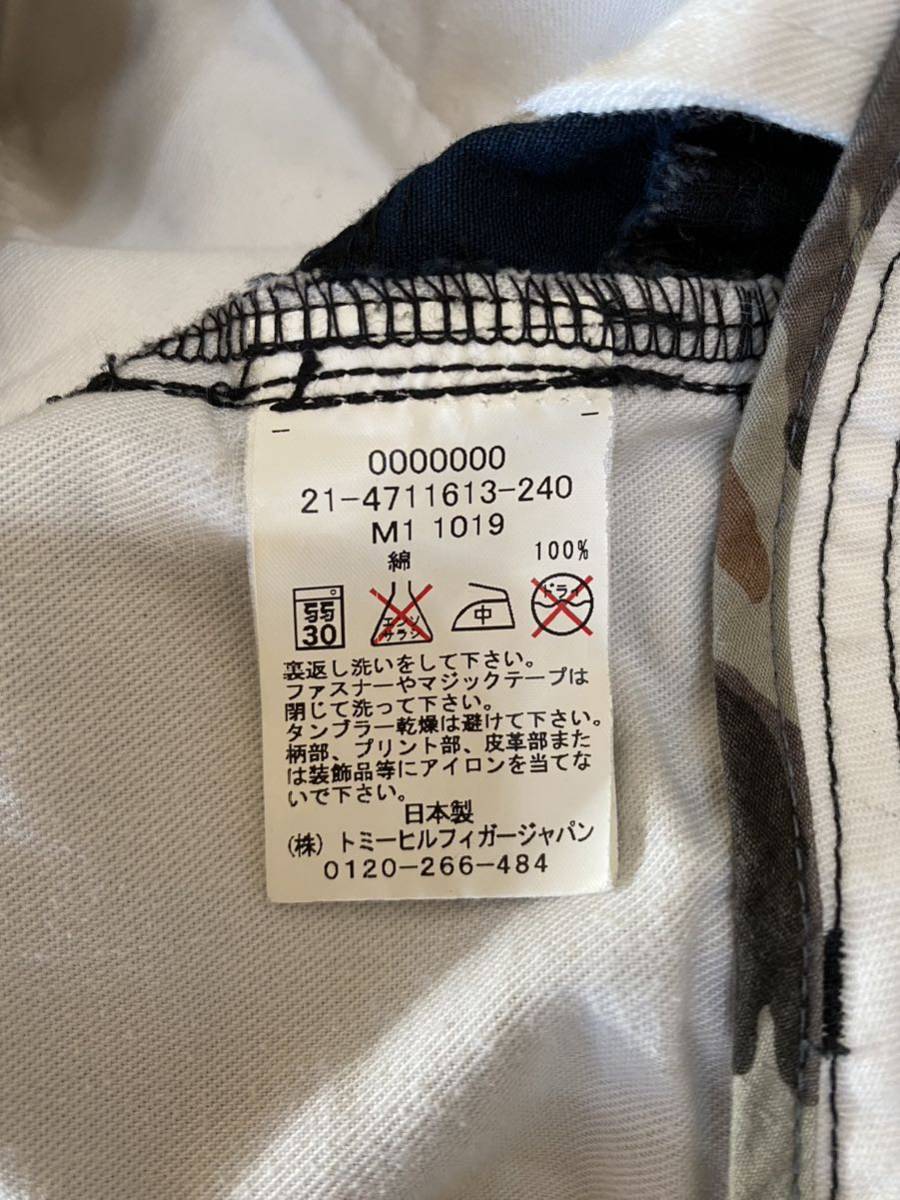 0000000
21-4711613-240
M1 1019
綿 100%
弱 30 エンソサラシ 中 ドライ
裏返し洗いをして下さい。
ファスナーやマジックテープは
閉じて洗って下さい。
タンブラー乾燥は避けて下さい。
柄部、プリント部、皮革部また
は装飾品等にアイロンを当てな
いで下さい。
日本製
(株)トミーヒルフィガージャパン
0120-266-484